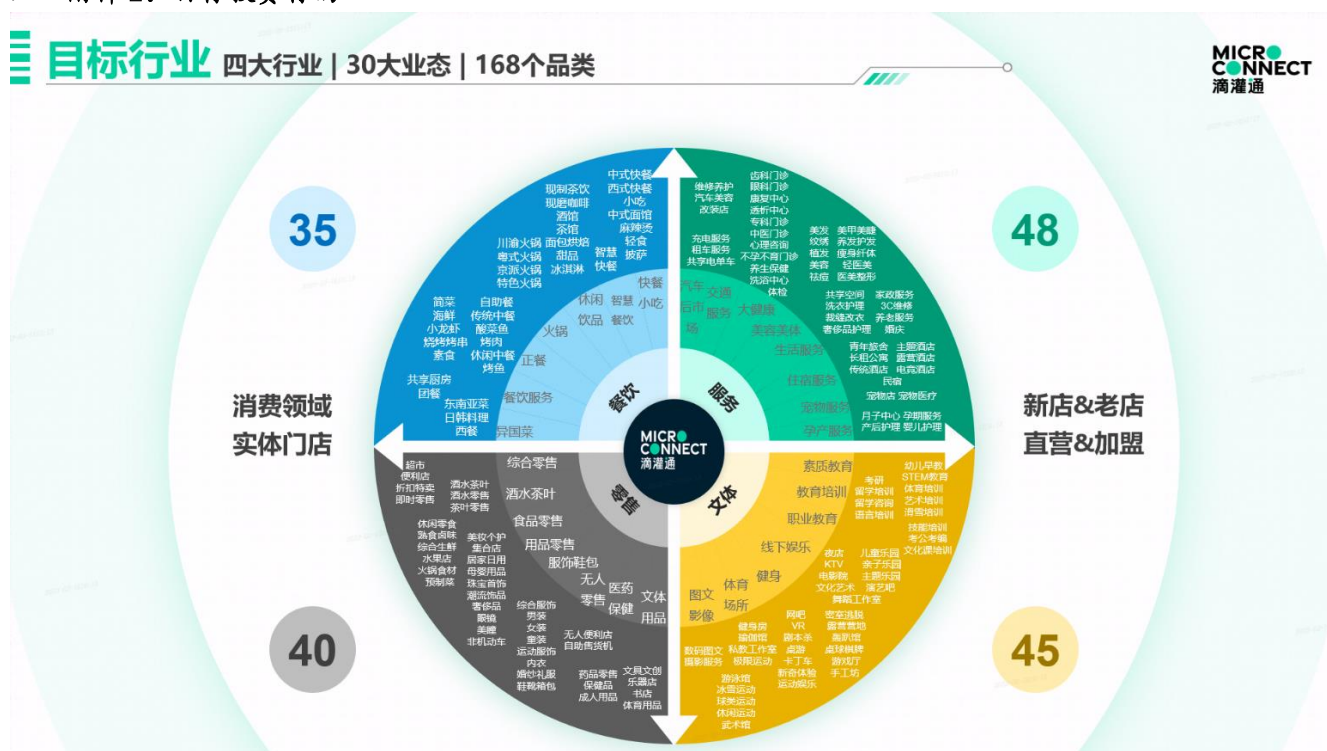 目标行业 四大行业 | 30大业态 | 168个品类
MICRO
CONNECT
滴灌通
35
48
40
45
消费领域
实体门店
新店&老店
直营&加盟
MICRO
CONNECT
滴灌通
餐饮
服务
零售
文体
中式快餐
西式快餐
小吃
中式面馆
麻辣烫
轻食
披萨
智慧
快餐
现制茶饮
现磨咖啡
酒馆
茶馆
面包烘焙
甜品
冰淇淋
川渝火锅
粤式火锅
京派火锅
特色火锅
简菜
海鲜
小龙虾
烧烤烤串
素食
自助餐
传统中餐
酸菜鱼
烤肉
休闲中餐
烤鱼
共享厨房
团餐
东南亚菜
日韩料理
西餐
快餐
小吃
智慧
餐饮
休闲
饮品
火锅
正餐
餐饮服务
异国菜
维修养护
汽车美容
改装店
充电服务
租车服务
共享电单车
齿科门诊
眼科门诊
康复中心
透析中心
专科门诊
中医门诊
心理咨询
不孕不育门诊
养生保健
洗浴中心
体检
美发
纹绣
植发
美容
祛痘
美甲美睫
养发护发
瘦身纤体
轻医美
医美整形
共享空间
洗衣护理
裁缝改衣
奢侈品护理
家政服务
3C维修
养老服务
婚庆
青年旅舍
长租公寓
传统酒店
主题酒店
露营酒店
电竞酒店
民宿
宠物店 宠物医疗
月子中心 孕期服务
产后护理 婴儿护理
汽车
后市
场
交通
服务
大健康
美容美体
生活服务
住宿服务
宠物服务
孕产服务
综合零售
酒水茶叶
食品零售
用品零售
服饰鞋包
无人
零售
医药
保健
文体
用品
超市
便利店
折扣特卖
即时零售
酒水茶叶
酒水零售
茶叶零售
休闲零食
熟食卤味
综合生鲜
水果店
火锅食材
预制菜
美妆个护
集合店
居家日用
母婴用品
珠宝首饰
潮流饰品
奢侈品
眼镜
美瞳
非机动车
综合服饰
男装
女装
童装
运动服饰
内衣
婚纱礼服
鞋靴箱包
无人便利店
自助售货机
药品零售
保健品
成人用品
文具文创
乐器店
书店
体育用品
素质教育
教育培训
职业教育
线下娱乐
健身
体育
场所
图文
影像
幼儿早教
STEM教育
体育培训
艺术培训
滑雪培训
考研
留学培训
留学咨询
语言培训
技能培训
考公考编
文化课培训
夜店
KTV
电影院
文化艺术
儿童乐园
亲子乐园
主题乐园
演艺吧
舞蹈工作室
网吧
VR
剧本杀
桌游
卡丁车
新奇体验
运动娱乐
密室逃脱
露营营地
轰趴馆
桌球棋牌
游戏厅
手工坊
健身房
瑜伽馆
私教工作室
极限运动
数码图文
摄影服务
游泳馆
冰雪运动
球类运动
休闲运动
武术馆